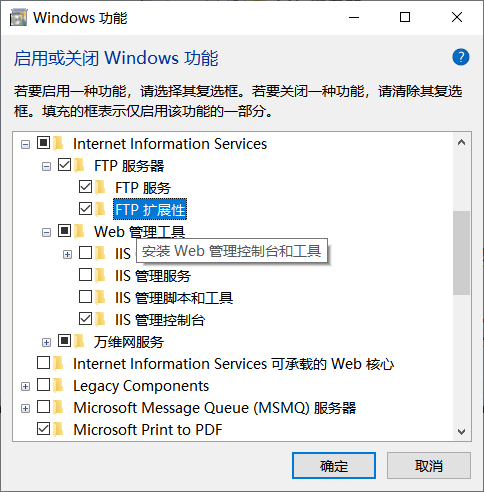 Windows 功能
启用或关闭 Windows 功能
若要启用一种功能，请选择其复选框。若要关闭一种功能，请清除其复选
框。填充的框表示仅启用该功能的一部分。
Internet Information Services
FTP 服务器
FTP 服务
FTP 扩展性
Web 管理工具
安装 Web 管理控制台和工具
IIS
IIS 管理服务
IIS 管理脚本和工具
IIS 管理控制台
万维网服务
Internet Information Services 可承载的 Web 核心
Legacy Components
Microsoft Message Queue (MSMQ) 服务器
Microsoft Print to PDF
确定
取消